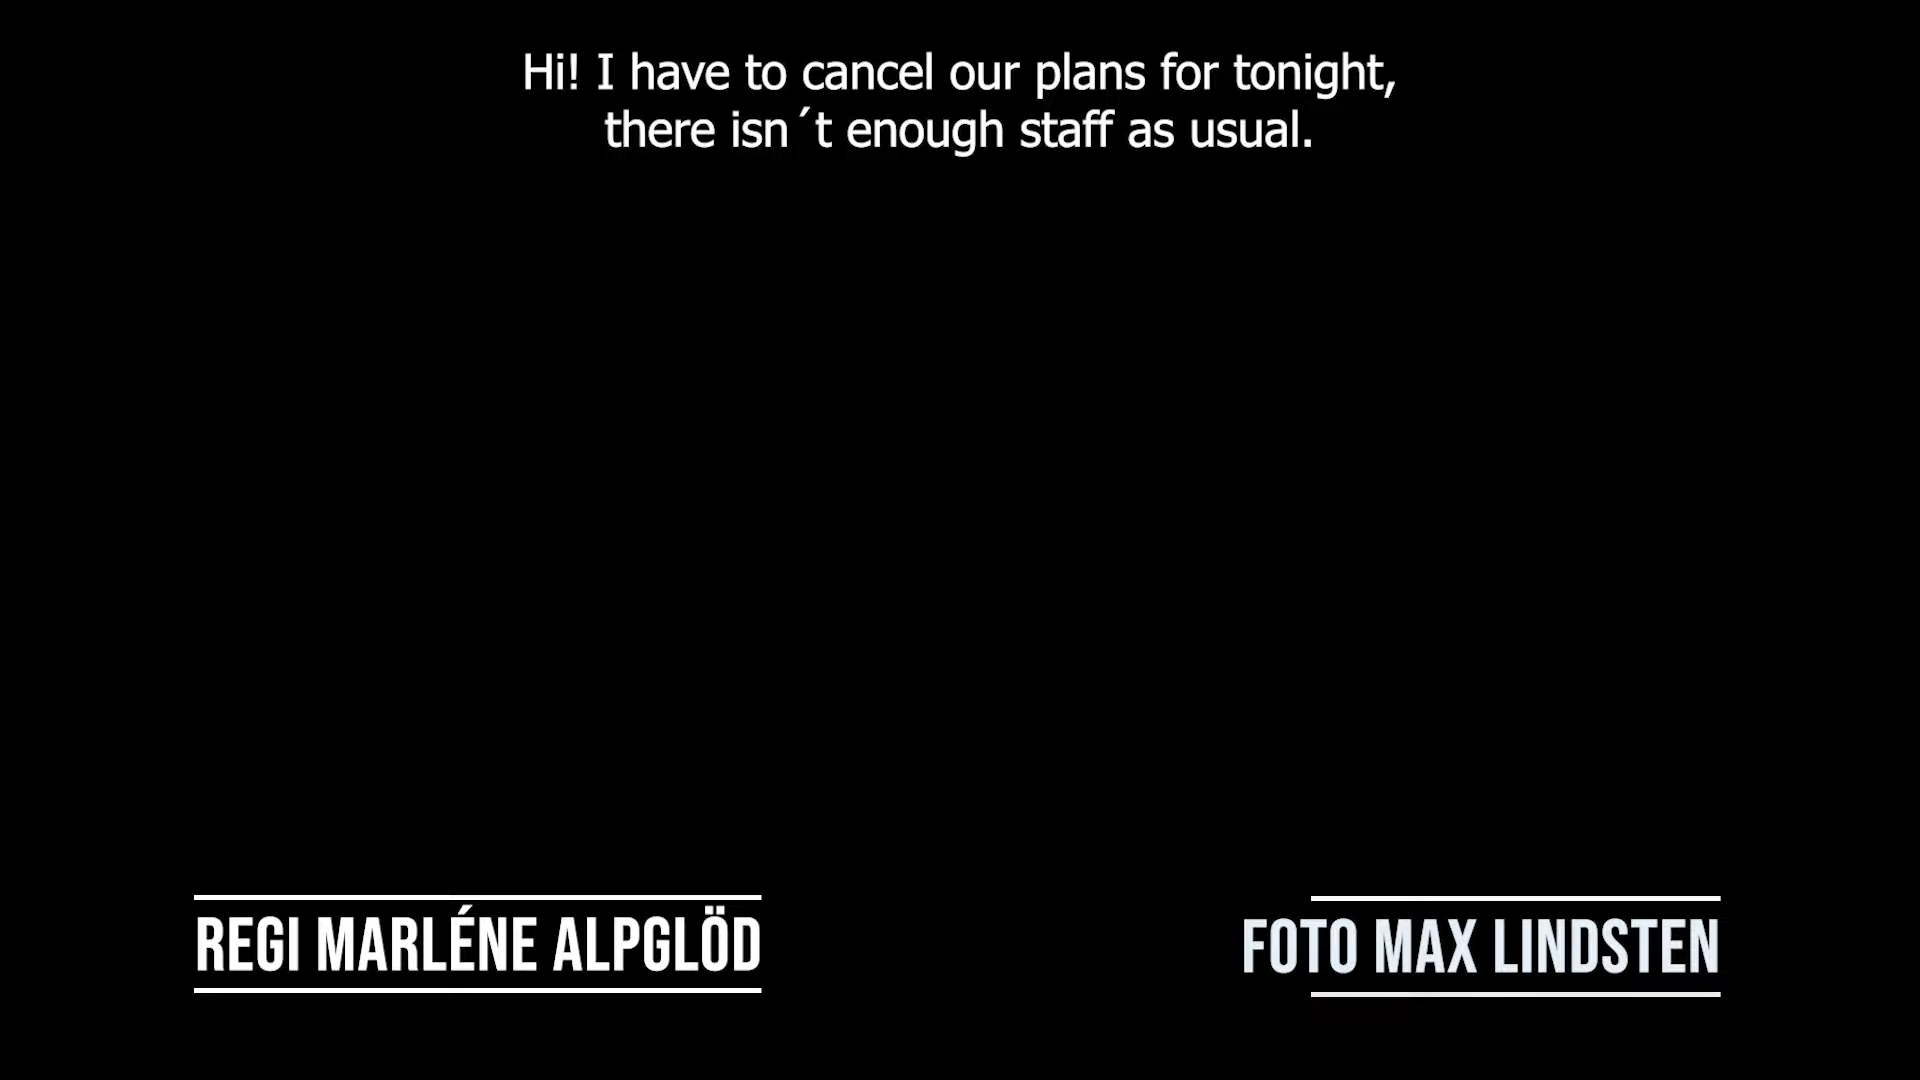 Hi! I have to cancel our plans for tonight,
there isn´t enough staff as usual.
REGI MARLÉNE ALPGLÖD
FOTO MAX LINDSTEN